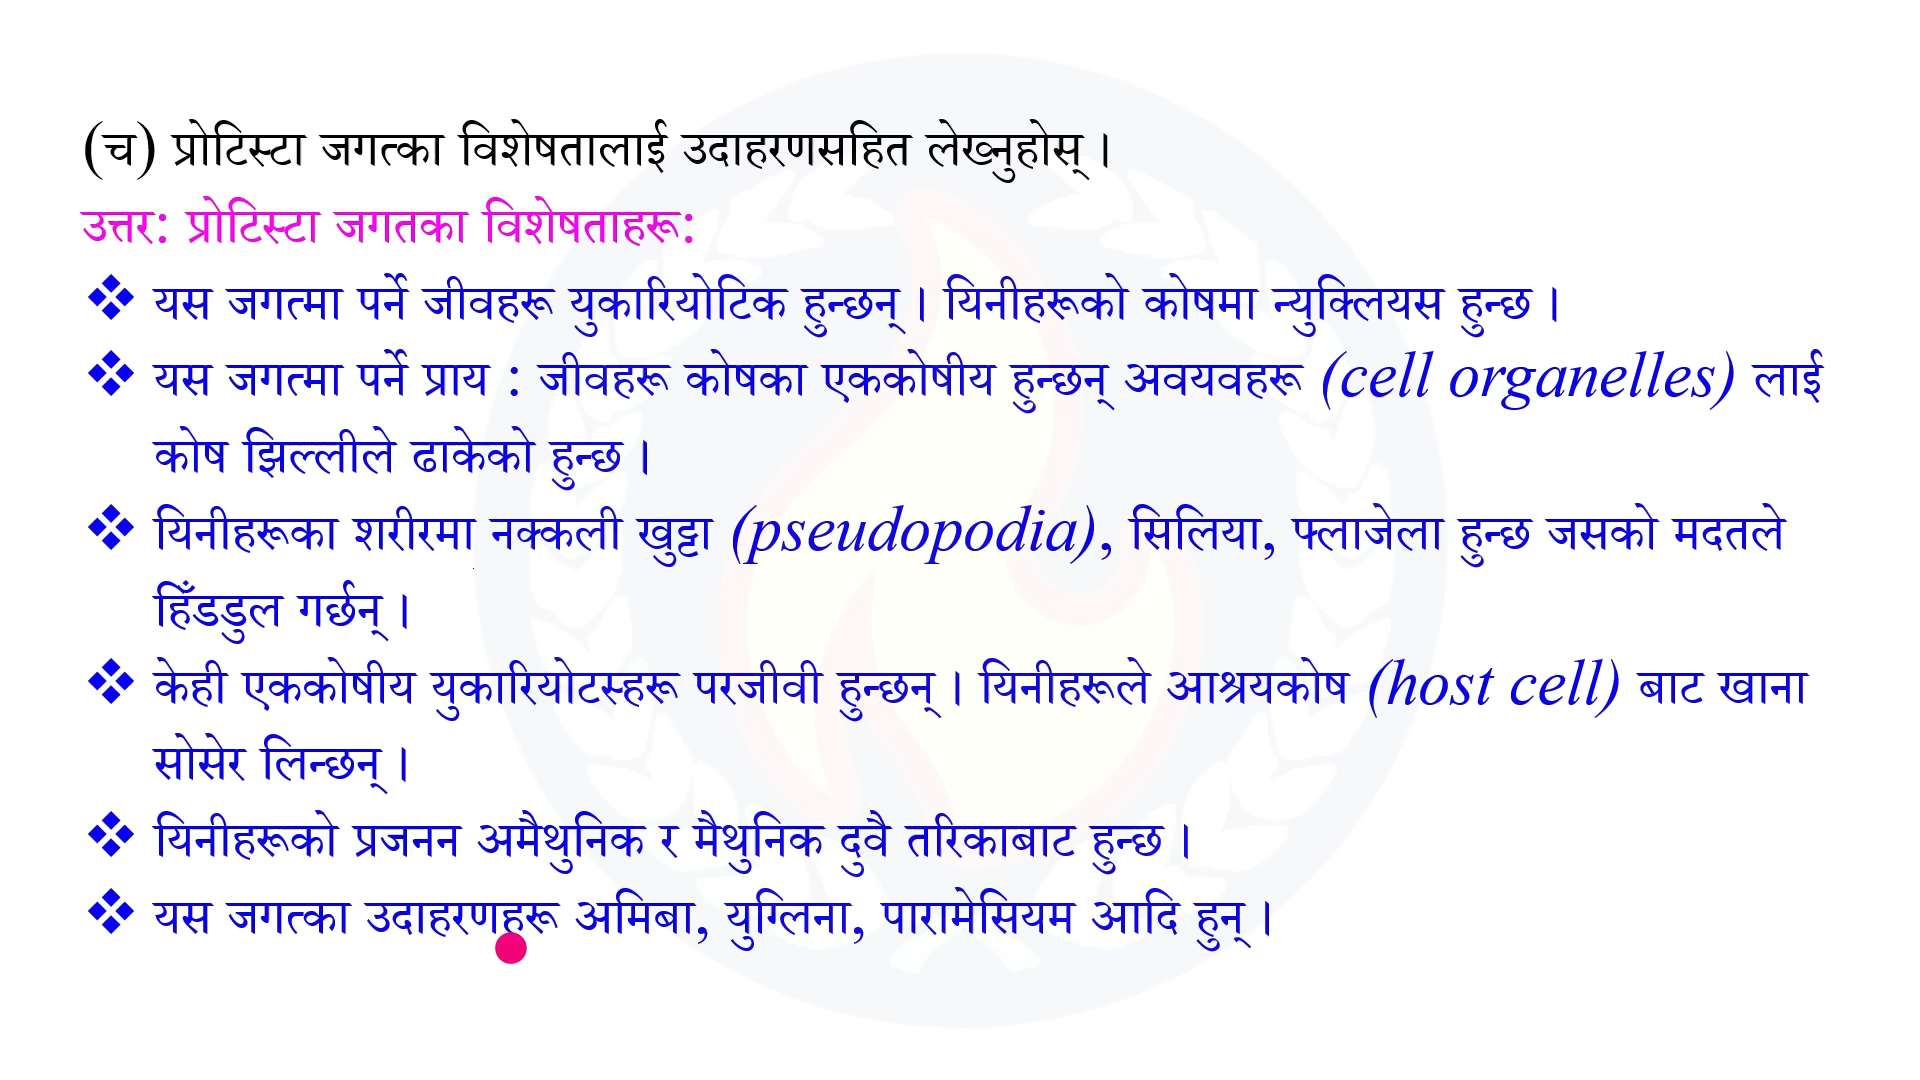 (च) प्रोटिस्टा जगत्का विशेषतालाई उदाहरणसहित लेख्नुहोस् ।
उत्तर: प्रोटिस्टा जगतका विशेषताहरू:
❖ यस जगत्मा पर्ने जीवहरू युकारियोटिक हुन्छन् । यिनीहरूको कोषमा न्युक्लियस हुन्छ ।
❖ यस जगत्मा पर्ने प्राय : जीवहरू कोषका एककोषीय हुन्छन् अवयवहरू (cell organelles) लाई
कोष झिल्लीले ढाकेको हुन्छ ।
❖ यिनीहरूका शरीरमा नक्कली खुट्टा (pseudopodia), सिलिया, फ्लाजेला हुन्छ जसको मदतले
हिँडडुल गर्छन् ।
❖ केही एककोषीय युकारियोटस्हरू परजीवी हुन्छन् । यिनीहरूले आश्रयकोष (host cell) बाट खाना
सोसेर लिन्छन् ।
❖ यिनीहरूको प्रजनन अमैथुनिक र मैथुनिक दुवै तरिकाबाट हुन्छ ।
❖ यस जगत्का उदाहरणहरू अमिबा, युग्लिना, पारामेसियम आदि हुन् ।